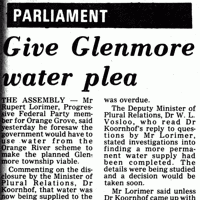 PARLIAMENT
Give Glenmore
water plea
THE ASSEMBLY — Mr
Rupert Lorimer, Progres-
sive Federal Party mem-
ber for Orange Grove, said
yesterday he foresaw the
government would have to
use water from the
Orange River scheme to
make the planned Glen-
more township viable.
Commenting on the dis-
closure by the Minister of
Plural Relations, Dr
Koornhof, that water was
now being supplied to the
was overdue.
The Deputy Minister of
Plural Relations, Dr W. L.
Vosloo, who read Dr
Koornhof's reply to ques-
tions by Mr Lorimer,
stated investigations into
finding a more perma-
nent water supply had
been completed. The
details were being studied
and a decision would be
taken soon.
Mr Lorimer said unless
Dr Koornhof came up with